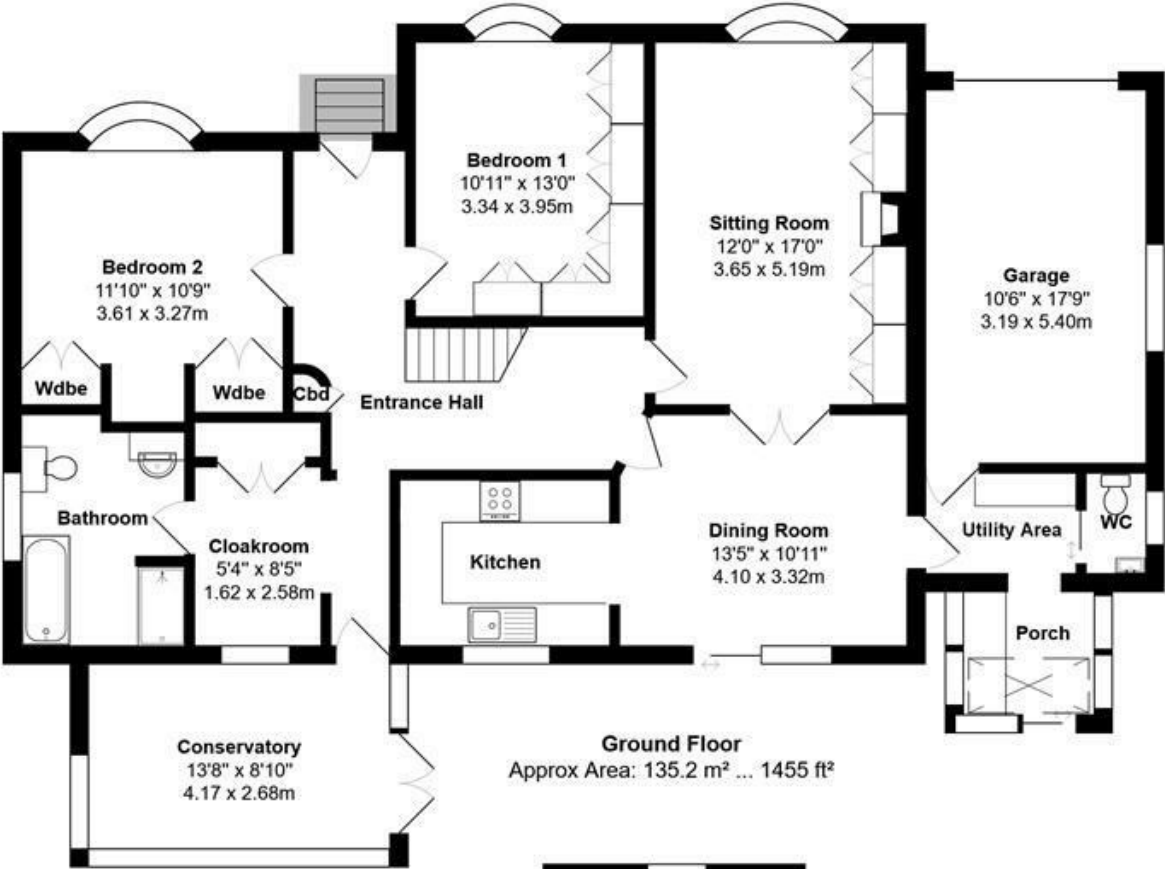 Bedroom 1
10'11" x 13'0"
3.34 x 3.95m
Sitting Room
12'0" x 17'0"
3.65 x 5.19m
Bedroom 2
11'10" x 10'9"
3.61 x 3.27m
Garage
10'6" x 17'9"
3.19 x 5.40m
Wdbe
Wdbe
Cbd
Entrance Hall
Bathroom
Cloakroom
5'4" x 8'5"
1.62 x 2.58m
Kitchen
Dining Room
13'5" x 10'11"
4.10 x 3.32m
Utility Area
WC
Porch
Conservatory
13'8" x 8'10"
4.17 x 2.68m
Ground Floor
Approx Area: 135.2 m² ... 1455 ft²